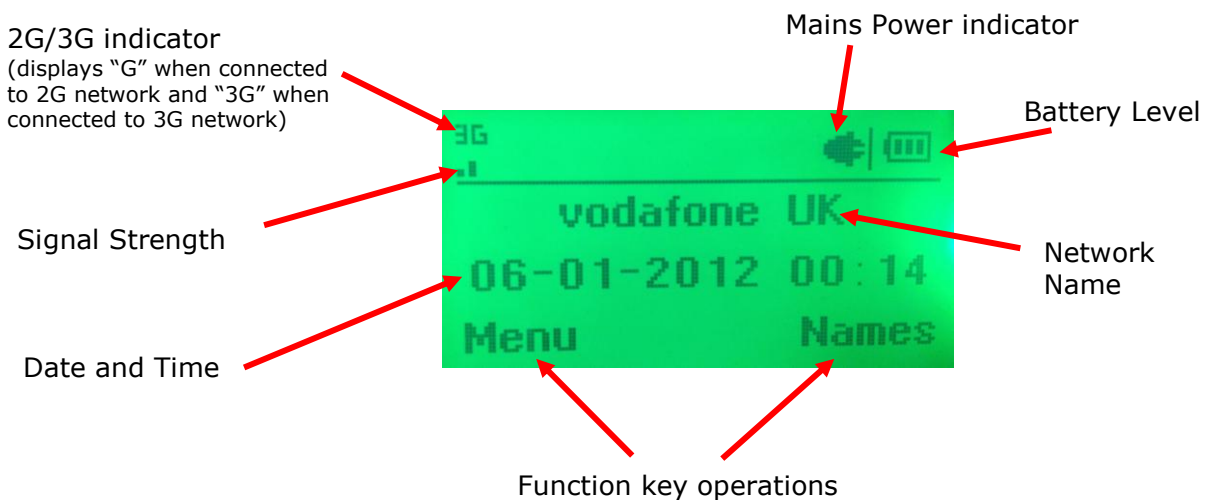 2G/3G indicator
(displays “G” when connected
to 2G network and “3G” when
connected to 3G network)
Mains Power indicator
Battery Level
Signal Strength
Network
Name
Date and Time
3G
vodafone UK
06-01-2012 00:14
Menu Names
Function key operations